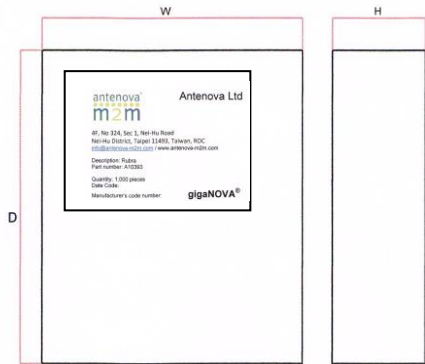 W
H
D
antenova®
m2m
Antenova Ltd
4F, No 324, Sec 1, Nei-Hu Road
Nei-Hu District, Taipei 11493, Taiwan, ROC
info@antenova-m2m.com / www.antenova-m2m.com
Description: Rubra
Part number: A10393
Quantity: 1,000 pieces
Date Code:
Manufacturer's code number:
gigaNOVA®